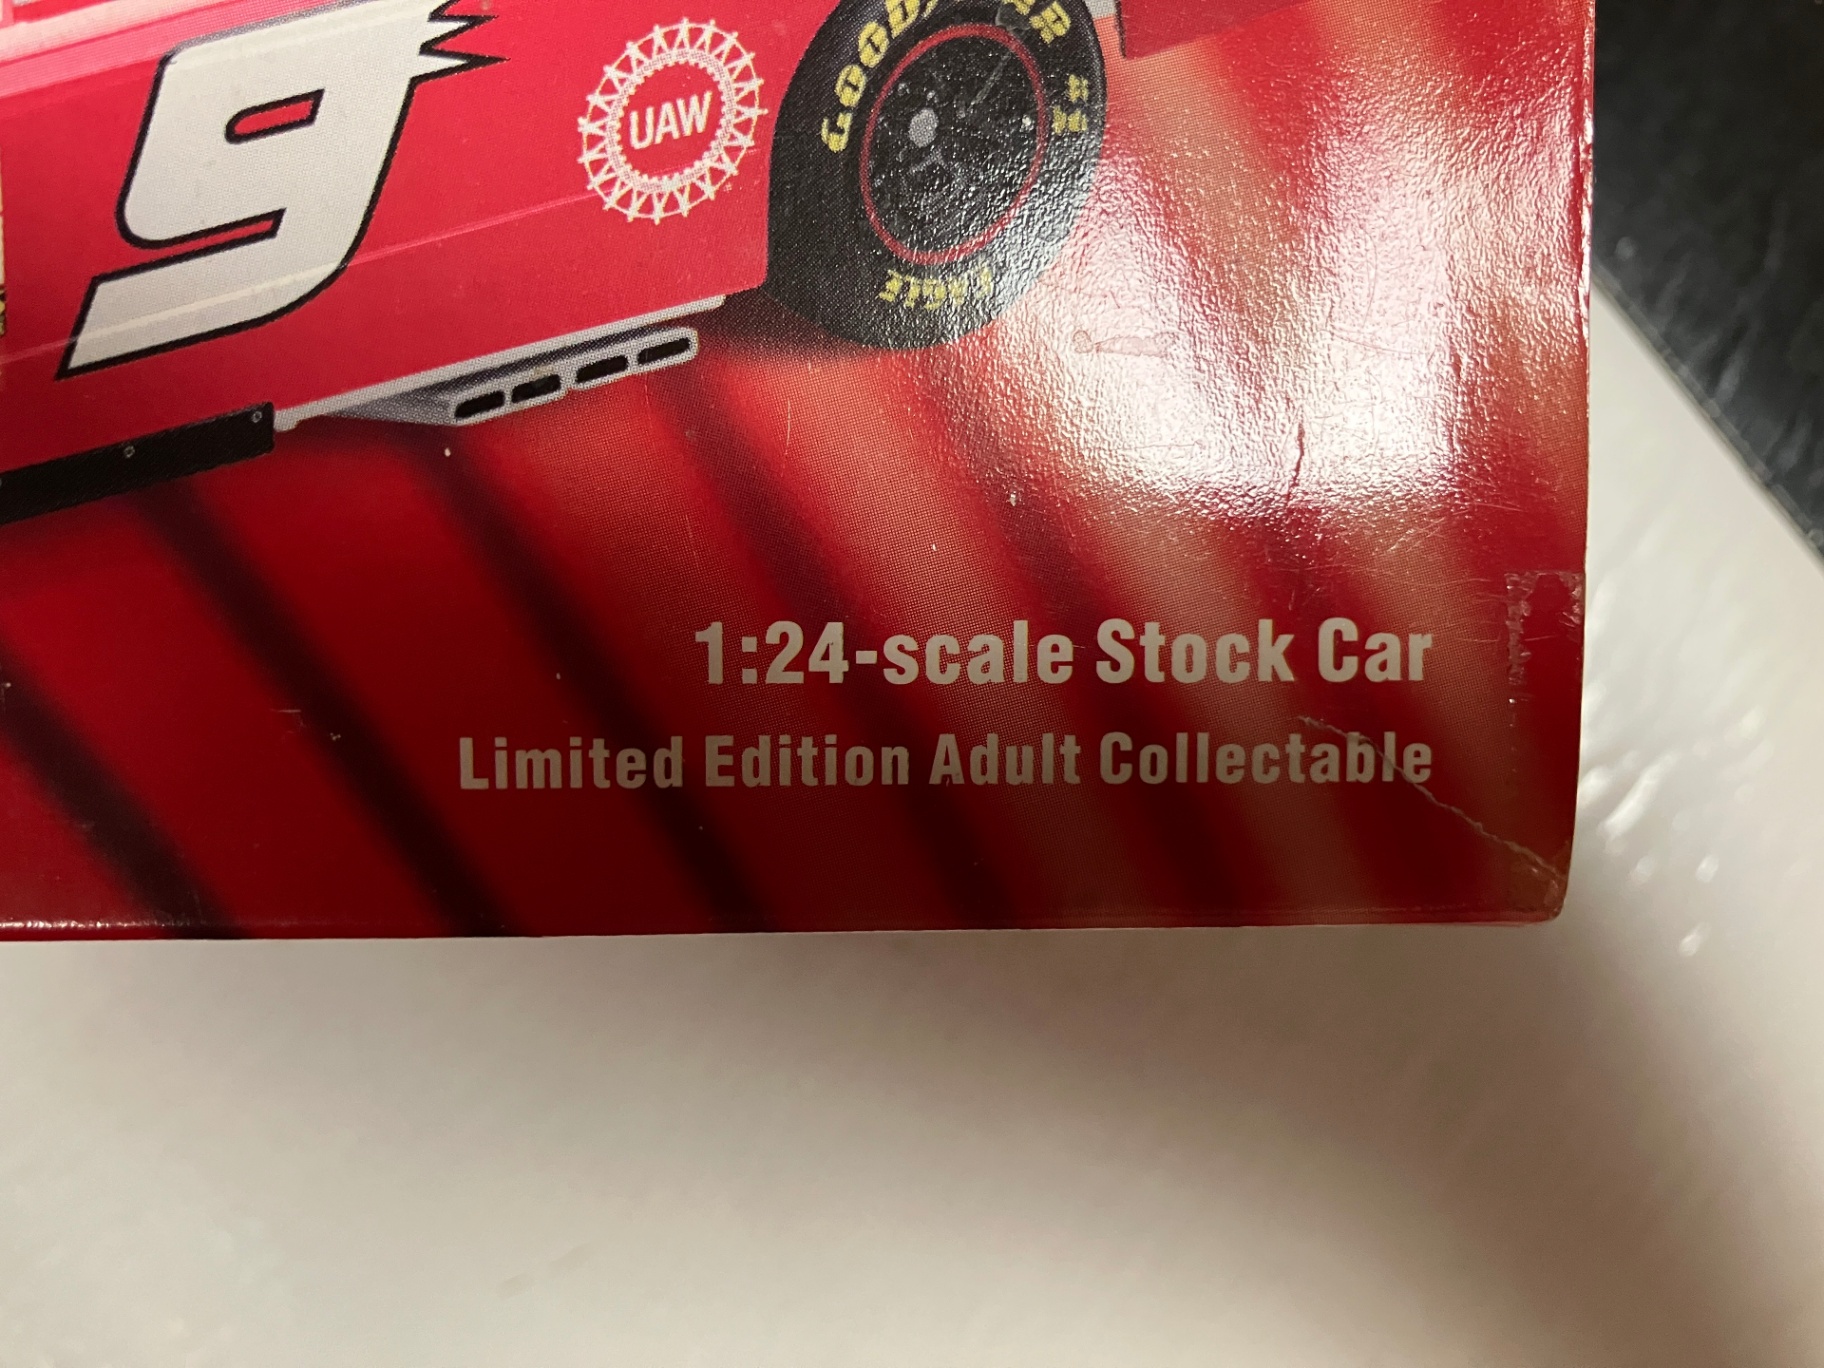 9
UAW
GOODYEAR
EAGLE
1:24-scale Stock Car
Limited Edition Adult Collectable